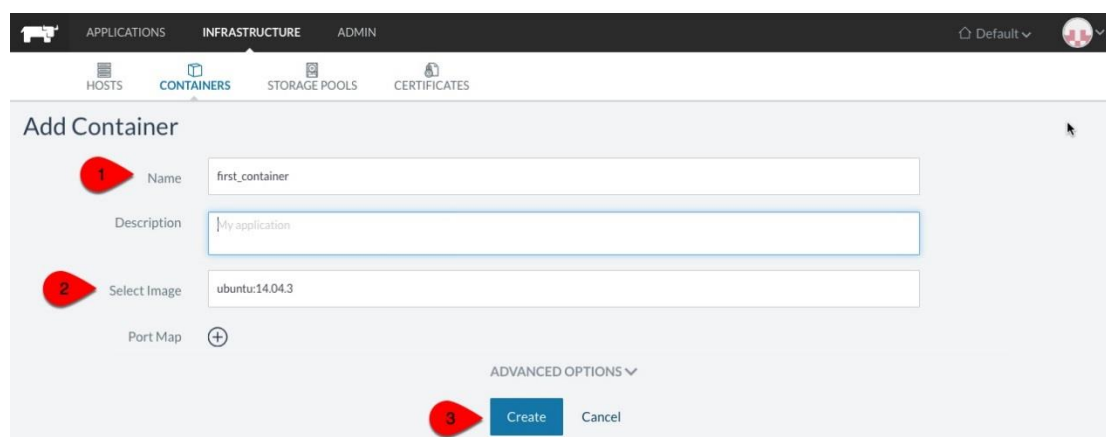 APPLICATIONS INFRASTRUCTURE ADMIN Default
HOSTS CONTAINERS STORAGE POOLS CERTIFICATES
Add Container
1 Name first_container
Description My application
2 Select Image ubuntu:14.04.3
Port Map
ADVANCED OPTIONS
3 Create Cancel